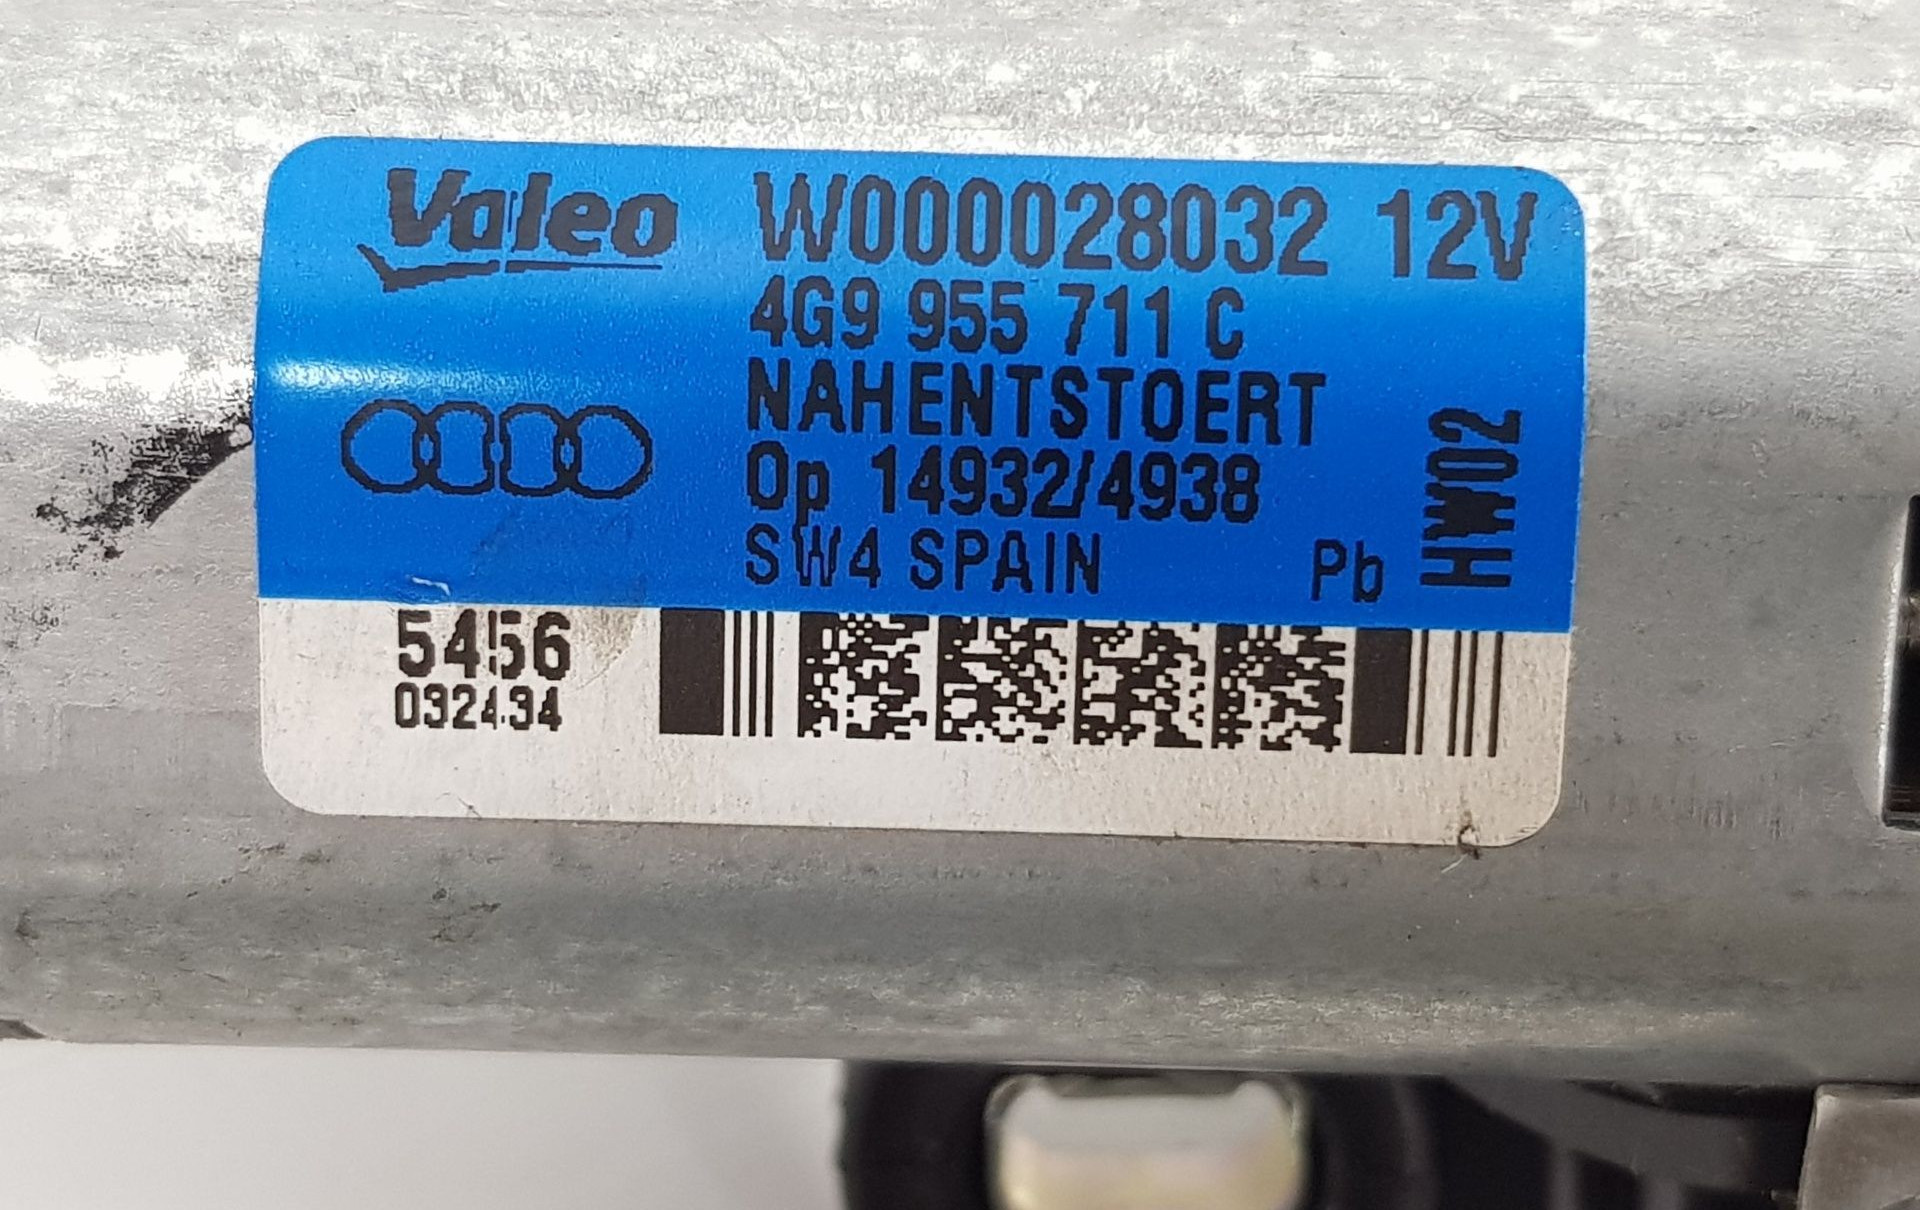 Valeo W000028032 12V
4G9 955 711 C
NAHENTSTOERT
Op 14932/4938
SW4 SPAIN Pb
HW02
5456
032434